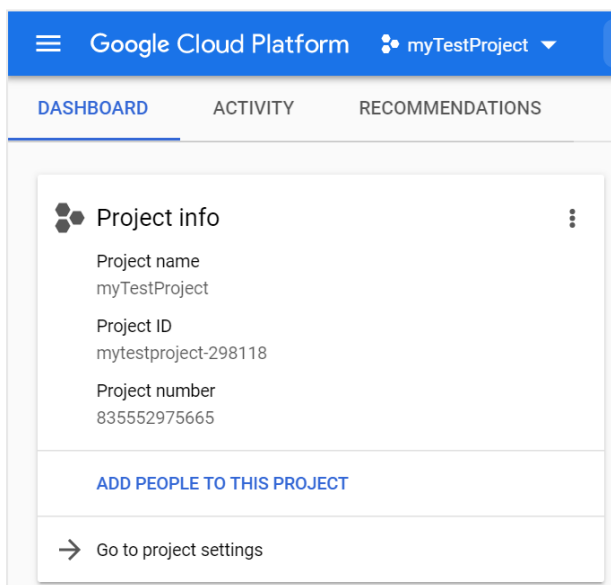 Google Cloud Platform myTestProject
DASHBOARD ACTIVITY RECOMMENDATIONS
Project info
Project name
myTestProject
Project ID
mytestproject-298118
Project number
835552975665
ADD PEOPLE TO THIS PROJECT
Go to project settings